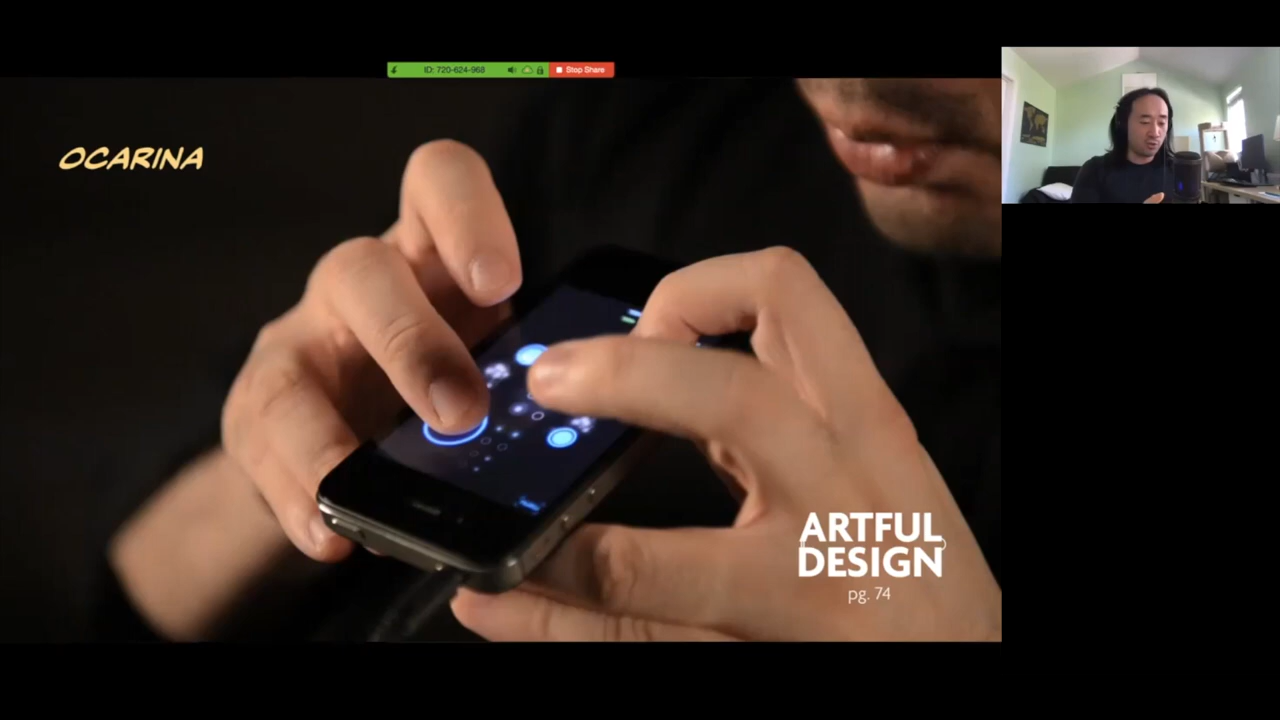 ID: 720-624-968
Stop Share
OCARINA
ARTFUL
DESIGN
pg. 74